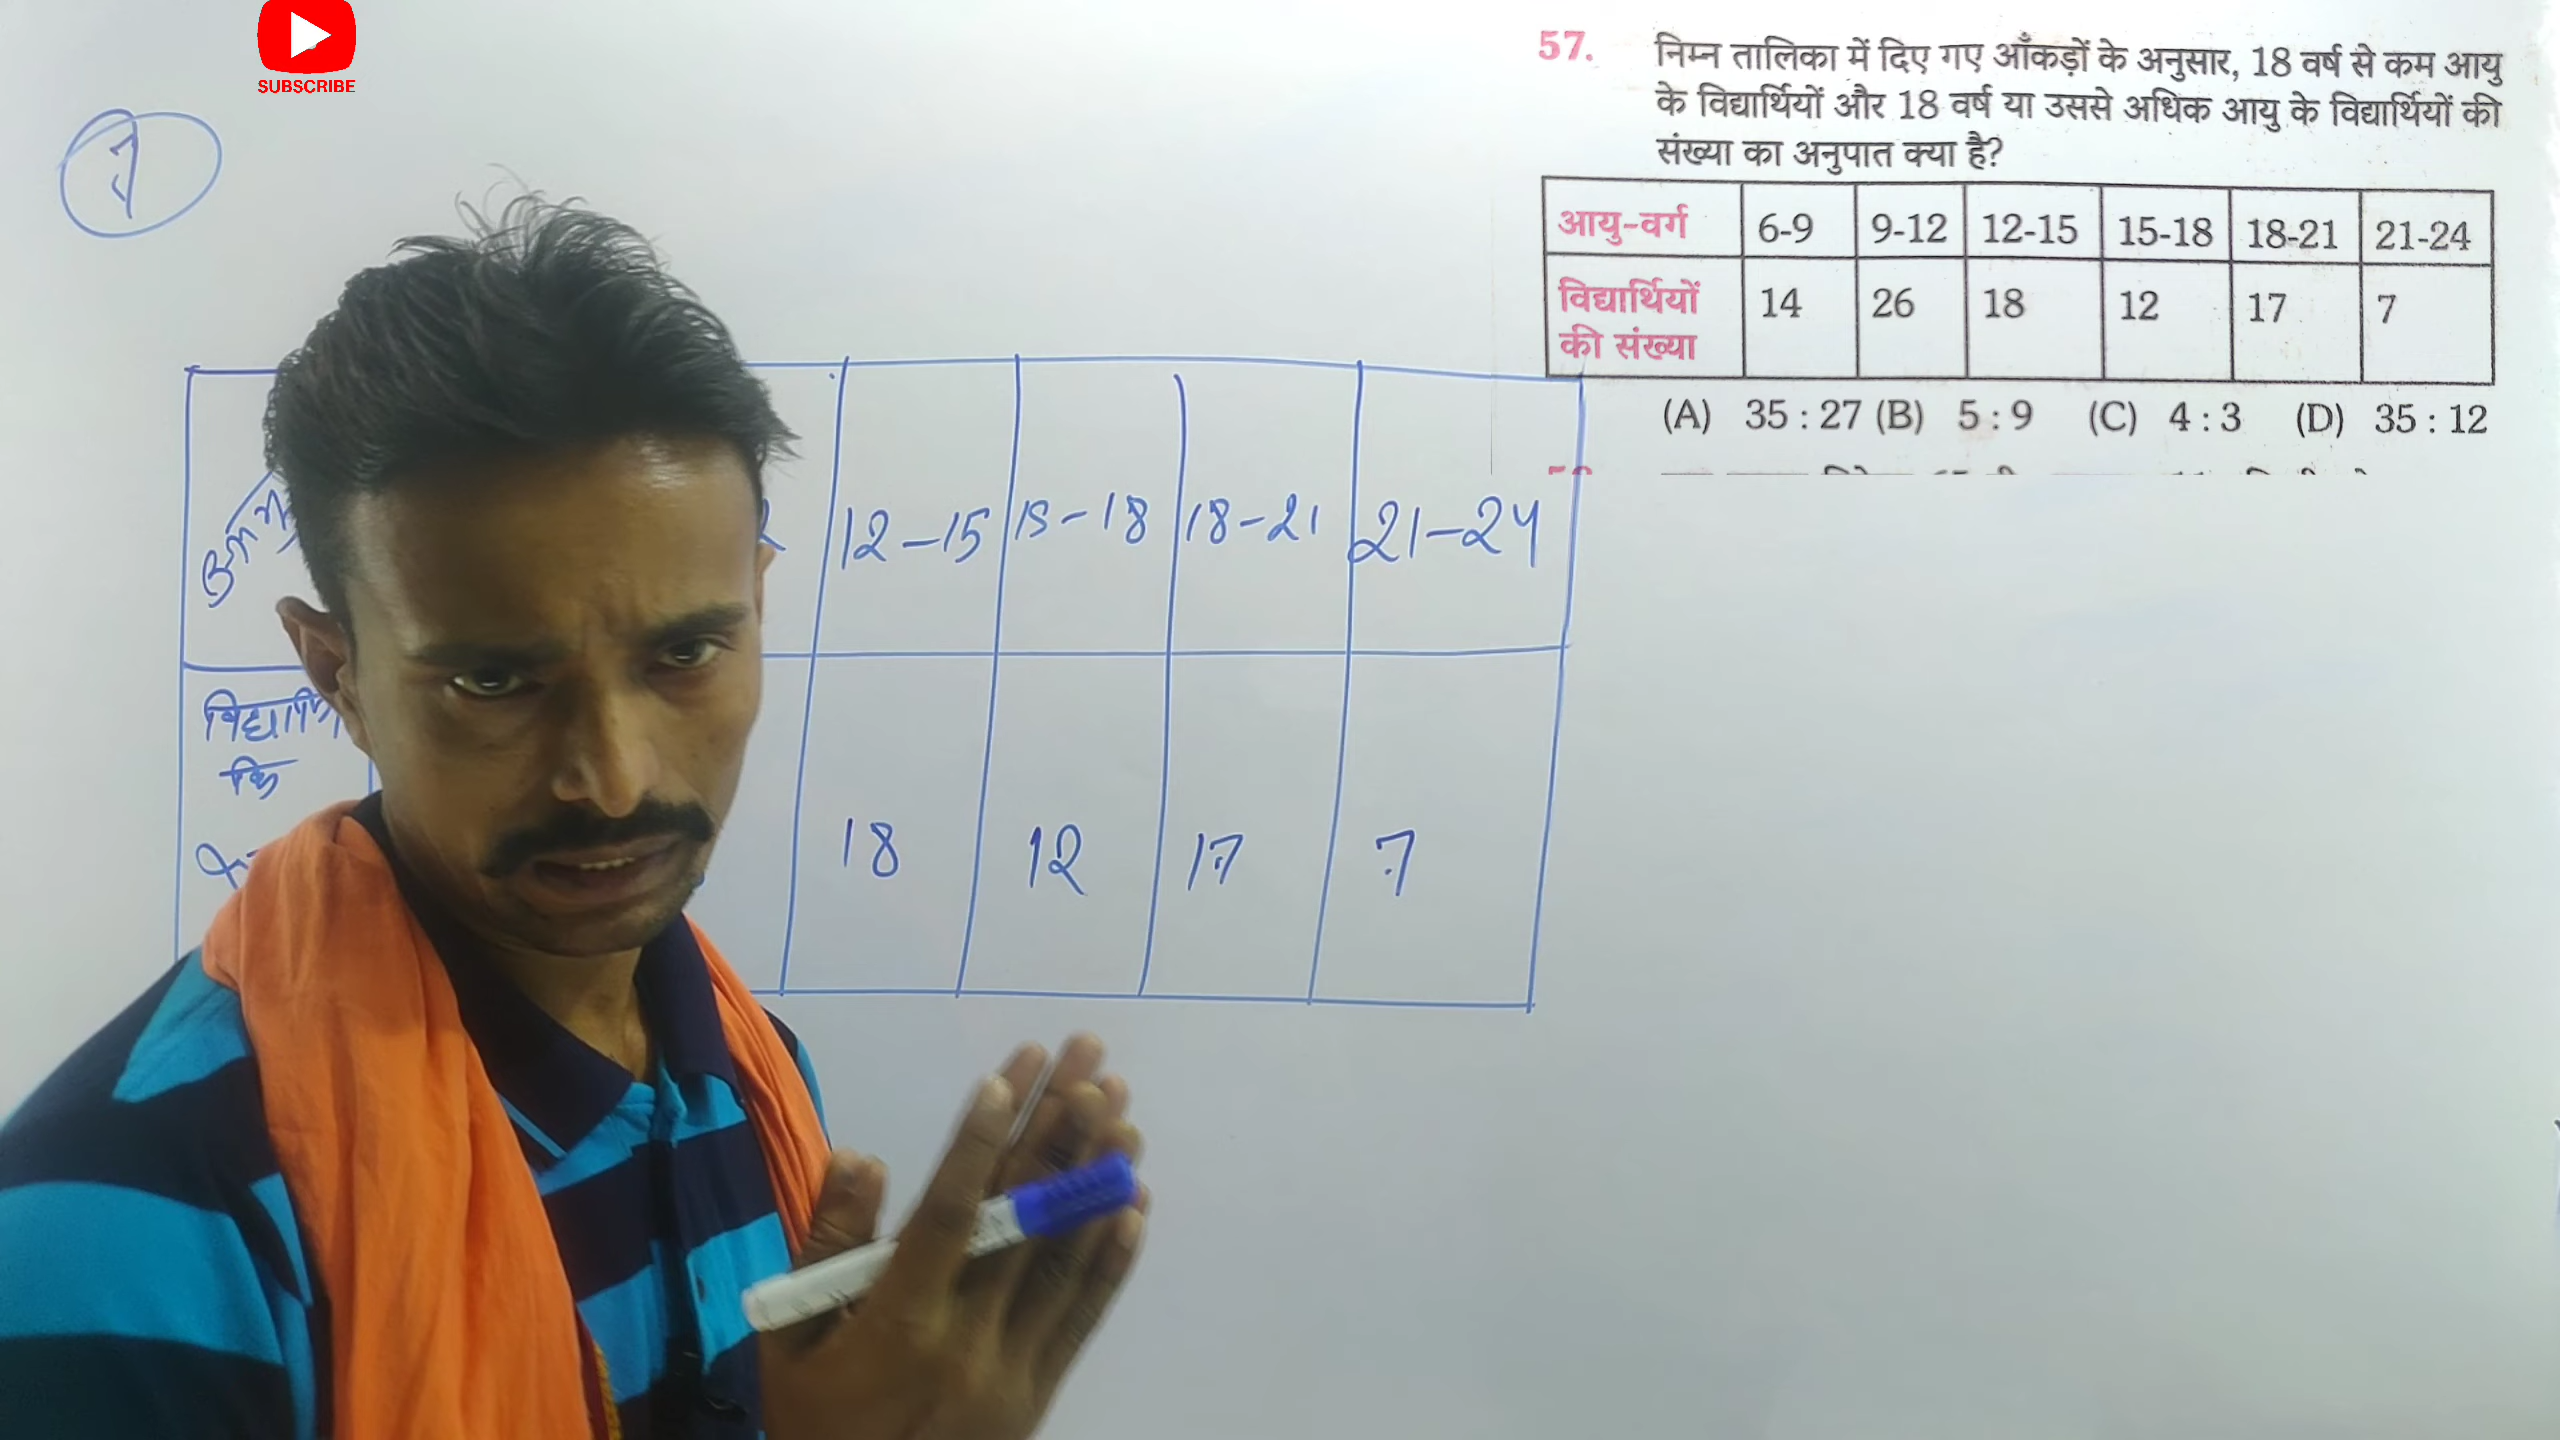 SUBSCRIBE
57. निम्न तालिका में दिए गए आँकड़ों के अनुसार, 18 वर्ष से कम आयु
के विद्यार्थियों और 18 वर्ष या उससे अधिक आयु के विद्यार्थियों की
संख्या का अनुपात क्या है?
आयु-वर्ग 6-9 9-12 12-15 15-18 18-21 21-24
विद्यार्थियों की संख्या 14 26 18 12 17 7
(A) 35 : 27 (B) 5 : 9 (C) 4 : 3 (D) 35 : 12
12-15 15-18 18-21 21-24
कि
18 12 17 7